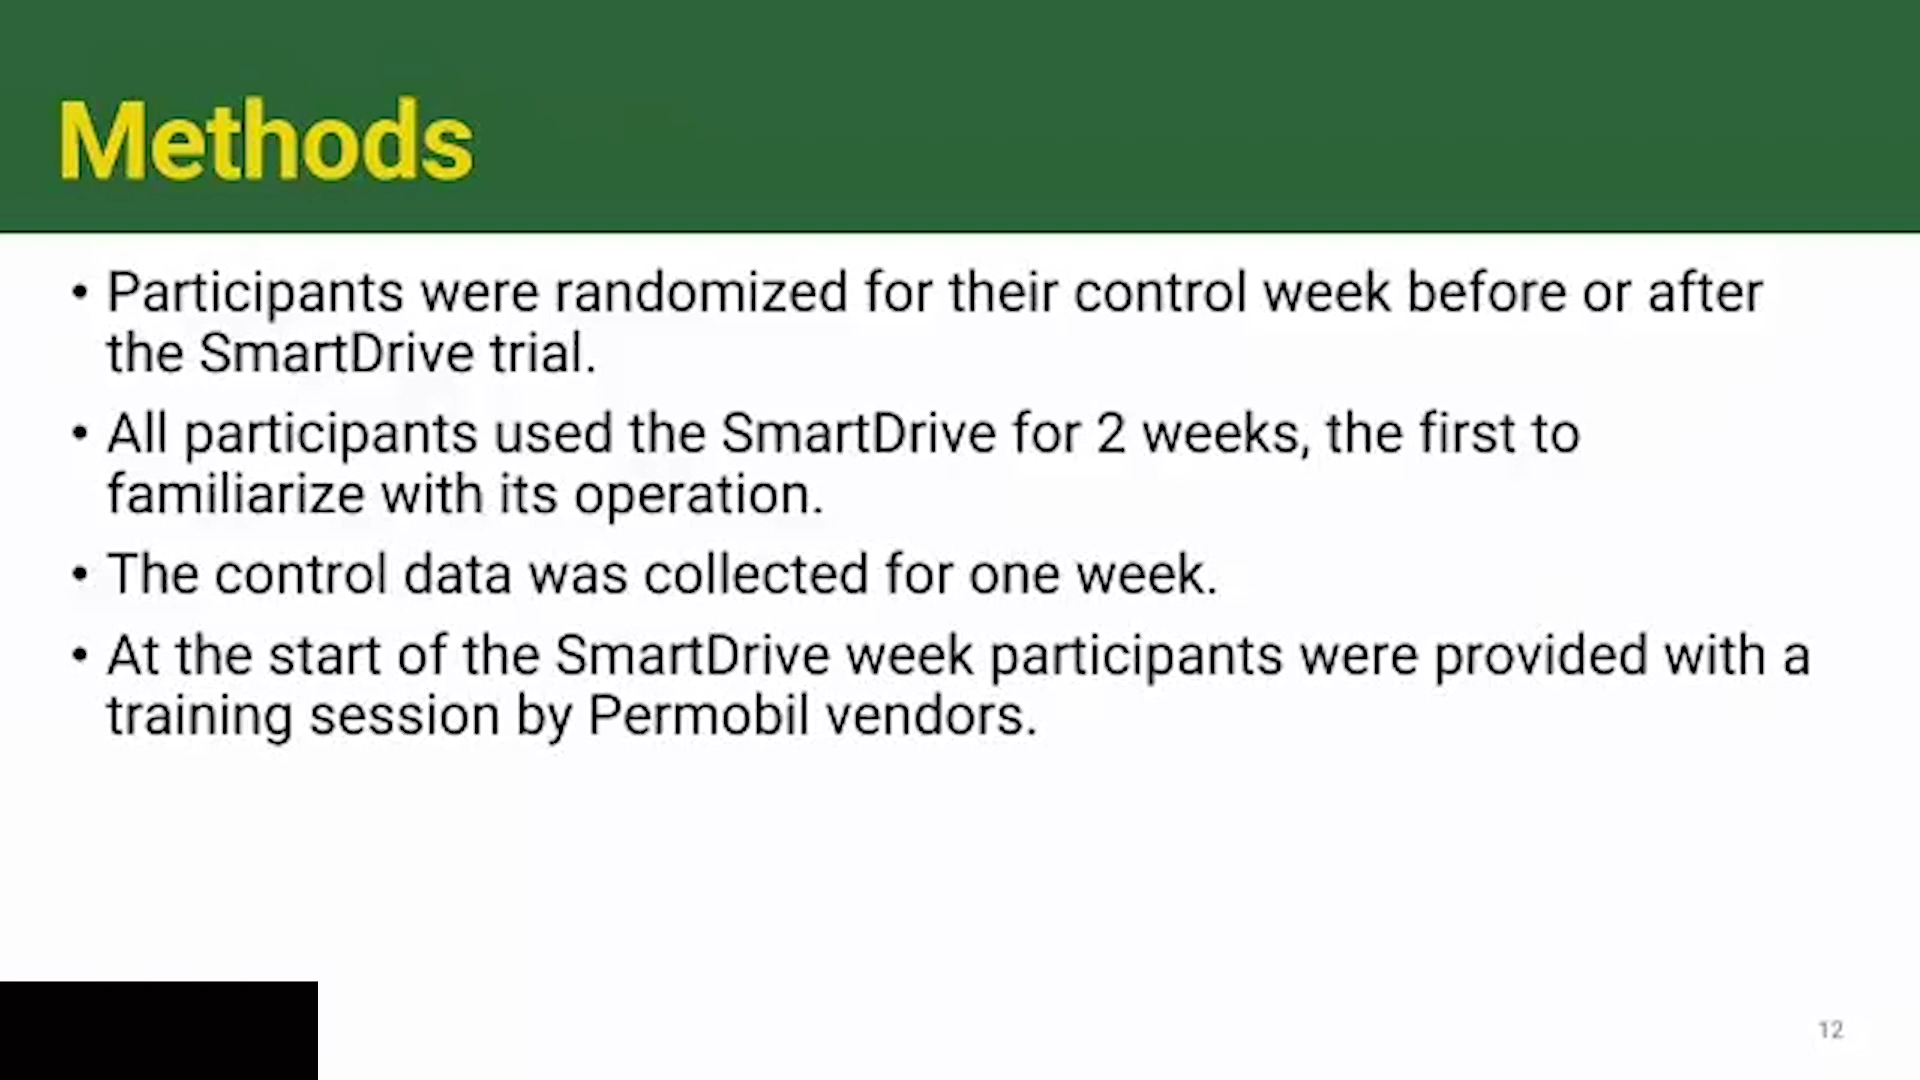 Methods
• Participants were randomized for their control week before or after
the SmartDrive trial.
• All participants used the SmartDrive for 2 weeks, the first to
familiarize with its operation.
• The control data was collected for one week.
• At the start of the SmartDrive week participants were provided with a
training session by Permobil vendors.
12